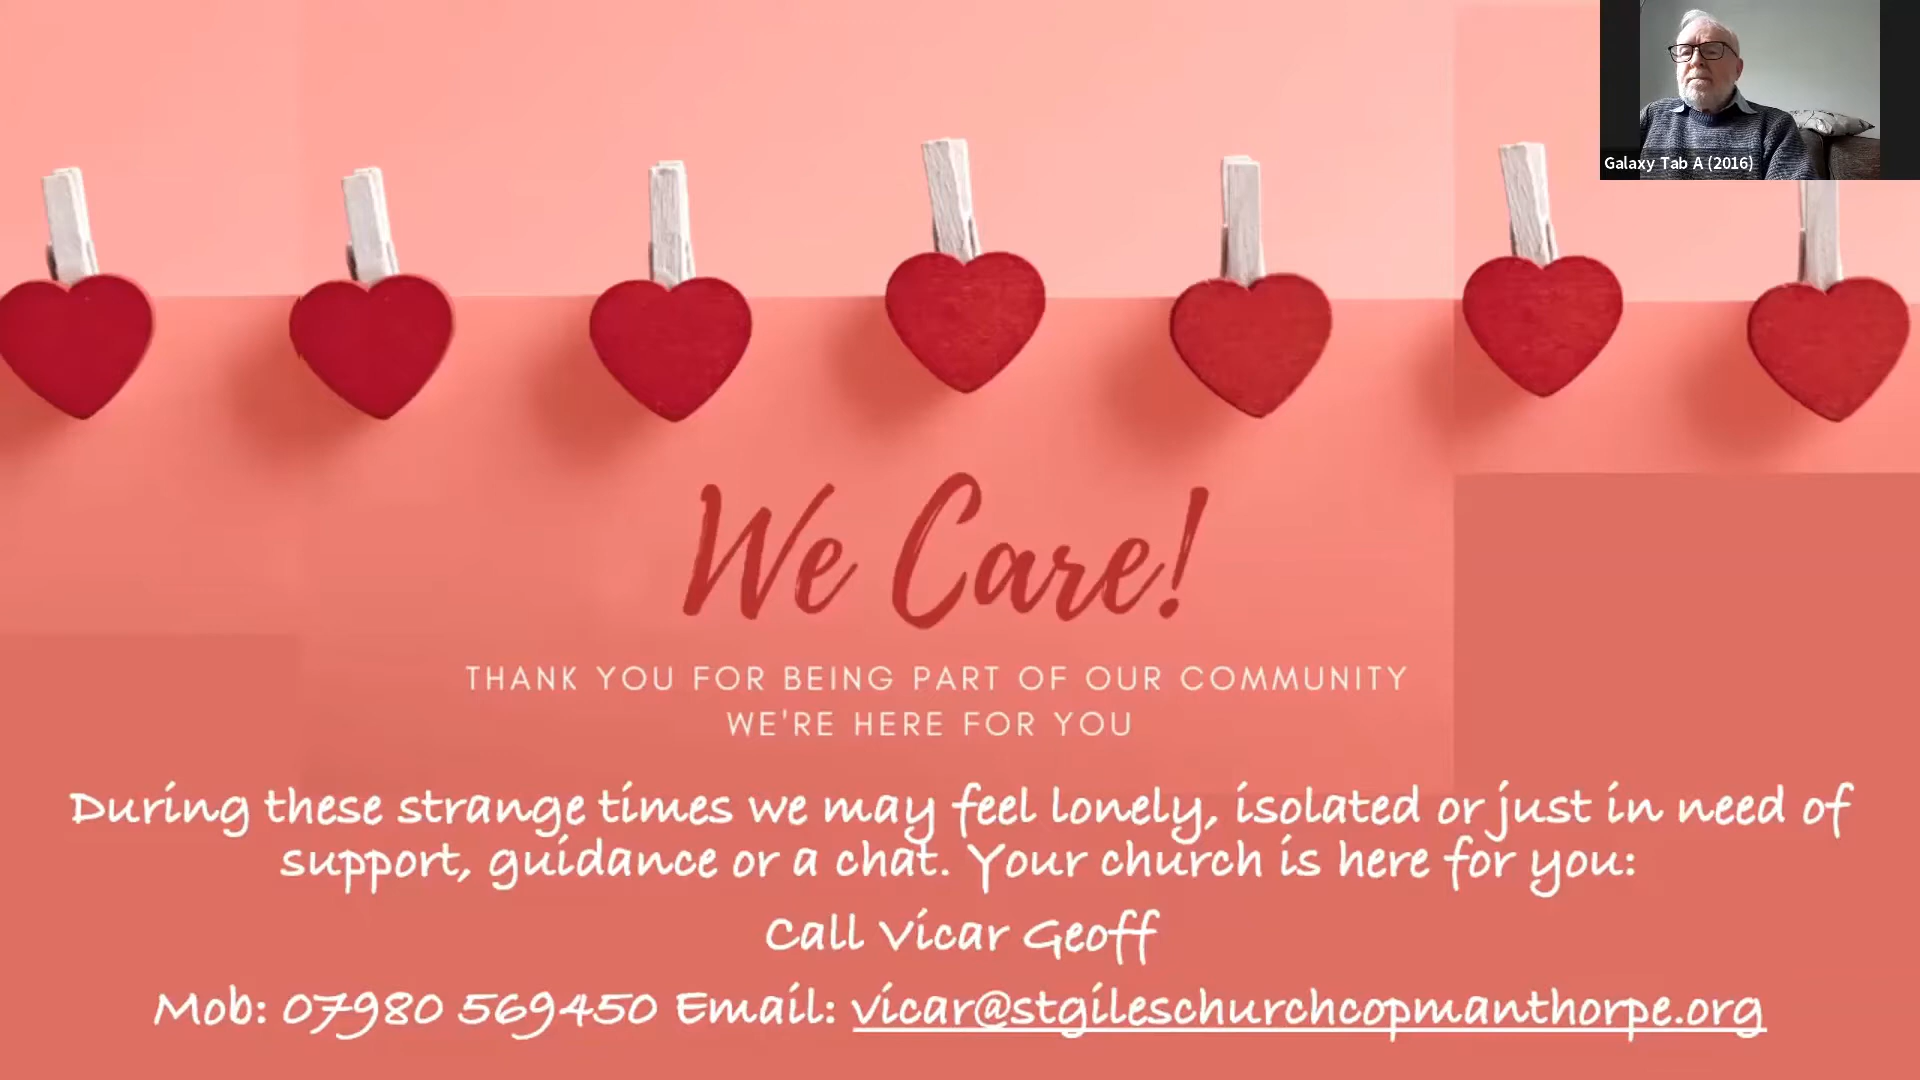 Galaxy Tab A (2016)
We Care!
THANK YOU FOR BEING PART OF OUR COMMUNITY
WE'RE HERE FOR YOU
During these strange times we may feel lonely, isolated or just in need of
support, guidance or a chat. Your church is here for you:
Call Vicar Geoff
Mob: 07980 569450 Email: vicar@stgileschurchcopmanthorpe.org